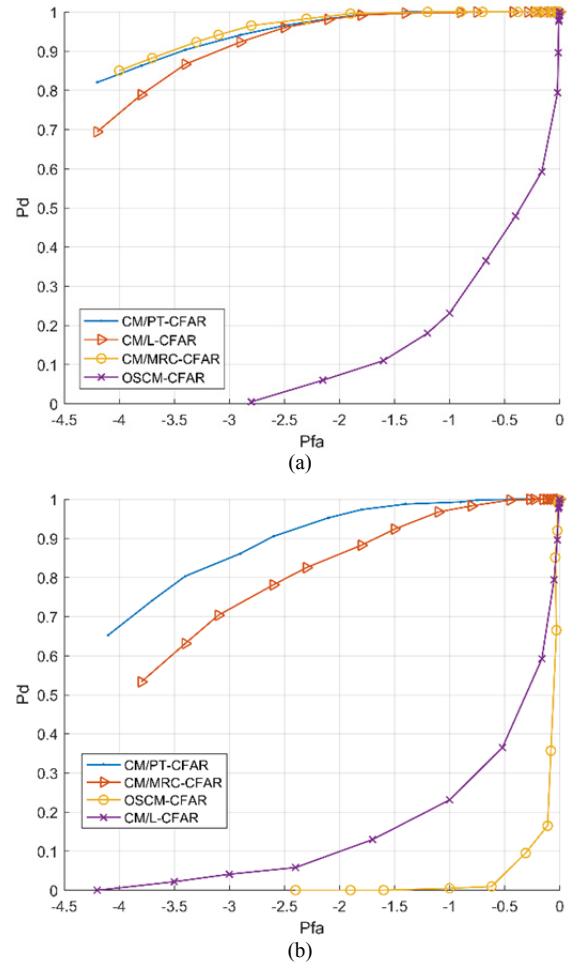 1
0.9
0.8
0.7
0.6
0.5
0.4
0.3
0.2
0.1
0
Pd
CM/PT-CFAR
CM/L-CFAR
CM/MRC-CFAR
OSCM-CFAR
-4.5 -4 -3.5 -3 -2.5 -2 -1.5 -1 -0.5 0
Pfa
(a)
1
0.9
0.8
0.7
0.6
0.5
0.4
0.3
0.2
0.1
0
Pd
CM/PT-CFAR
CM/MRC-CFAR
OSCM-CFAR
CM/L-CFAR
-4.5 -4 -3.5 -3 -2.5 -2 -1.5 -1 -0.5 0
Pfa
(b)